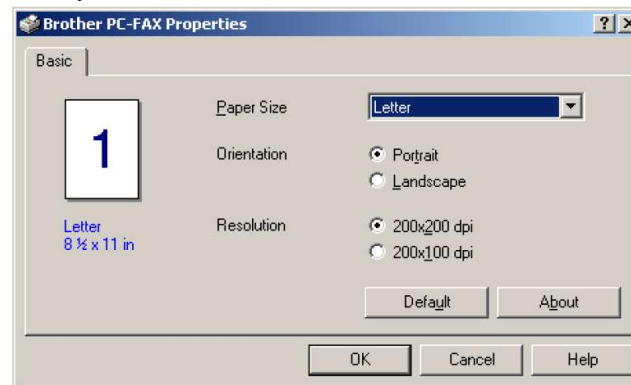 Brother PC-FAX Properties
Basic
1
Letter
8 ½ x 11 in
Paper Size
Letter
Orientation
Portrait
Landscape
Resolution
200x200 dpi
200x100 dpi
Default
About
OK
Cancel
Help